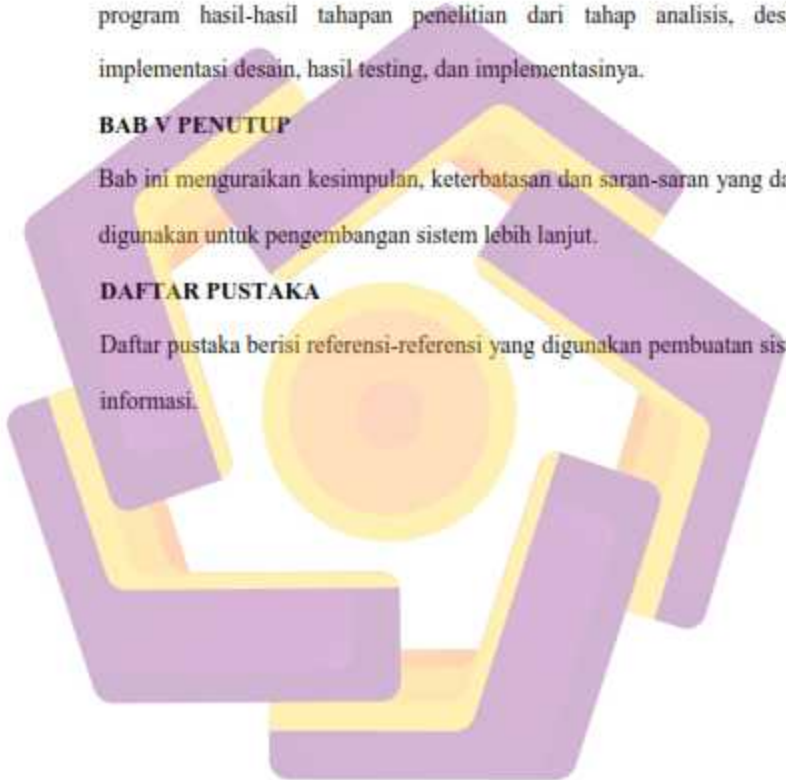 program hasil-hasil tahapan penelitian dari tahap analisis, des
implementasi desain, hasil testing, dan implementasinya.
BAB V PENUTUP
Bab ini menguraikan kesimpulan, keterbatasan dan saran-saran yang da
digunakan untuk pengembangan sistem lebih lanjut.
DAFTAR PUSTAKA
Daftar pustaka berisi referensi-referensi yang digunakan pembuatan sis
informasi.